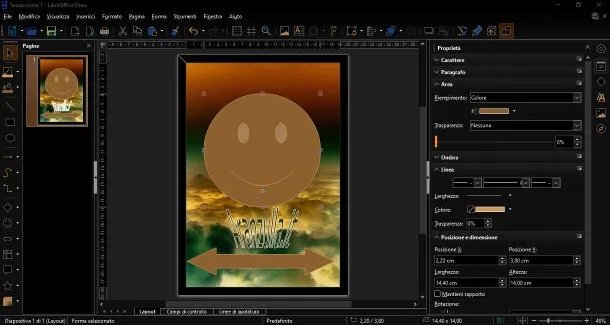 Senza nome 1 - LibreOffice Draw
File Modifica Visualizza Inserisci Formato Pagina Forma Strumenti Finestra Aiuto
Pagine
1
Proprietà
Carattere
Paragrafo
Area
Riempimento: Colore
Trasparenza: Nessuna
0%
Ombra
Linea
Larghezza:
Colore:
Trasparenza: 0%
Posizione e dimensione
Posizione X: Posizione Y:
2,20 cm 3,80 cm
Larghezza: Altezza:
14,40 cm 14,00 cm
Mantieni rapporto
Rotazione:
Layout Campi di controllo Linee di quotatura
Diapositiva 1 di 1 (Layout) Forma selezionato Predefinito 2,20 / 3,80 14,40 x 14,00 48%